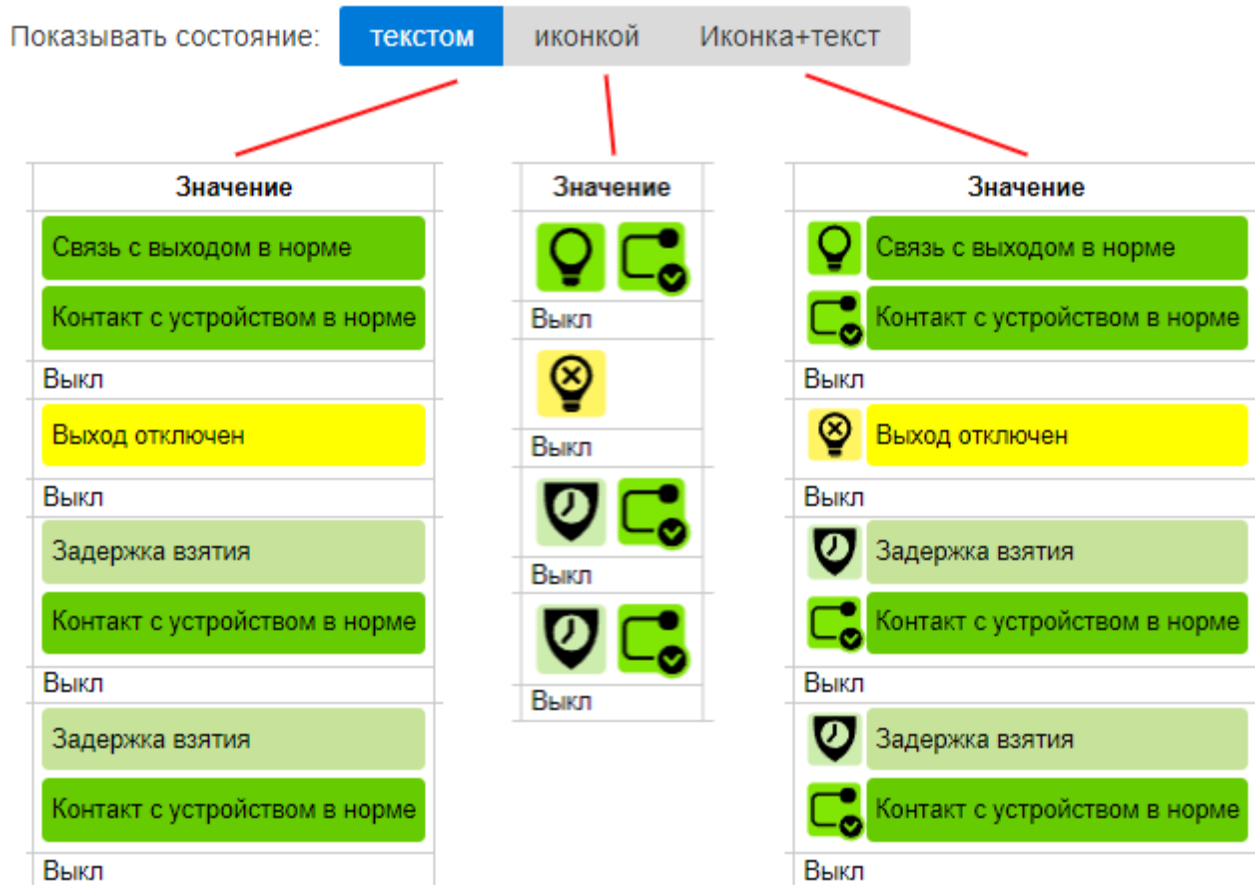 Показывать состояние: текстом иконкой Иконка+текст
Значение
Связь с выходом в норме
Контакт с устройством в норме
Выкл
Выход отключен
Выкл
Задержка взятия
Контакт с устройством в норме
Выкл
Задержка взятия
Контакт с устройством в норме
Выкл
Значение
Выкл
Выкл
Выкл
Выкл
Значение
Связь с выходом в норме
Контакт с устройством в норме
Выкл
Выход отключен
Выкл
Задержка взятия
Контакт с устройством в норме
Выкл
Задержка взятия
Контакт с устройством в норме
Выкл